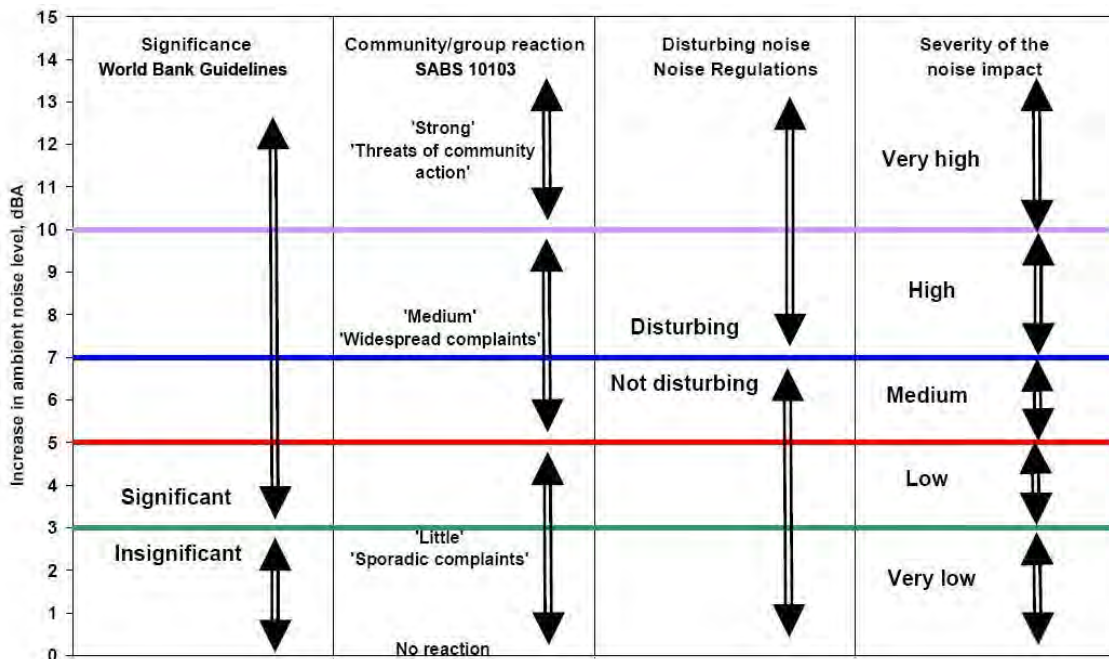 Increase in ambient noise level, dBA
15
14
13
12
11
10
9
8
7
6
5
4
3
2
1
0
Significance
World Bank Guidelines
Significant
Insignificant
Community/group reaction
SABS 10103
'Strong'
'Threats of community
action'
'Medium'
'Widespread complaints'
'Little'
'Sporadic complaints'
No reaction
Disturbing noise
Noise Regulations
Disturbing
Not disturbing
Severity of the
noise impact
Very high
High
Medium
Low
Very low